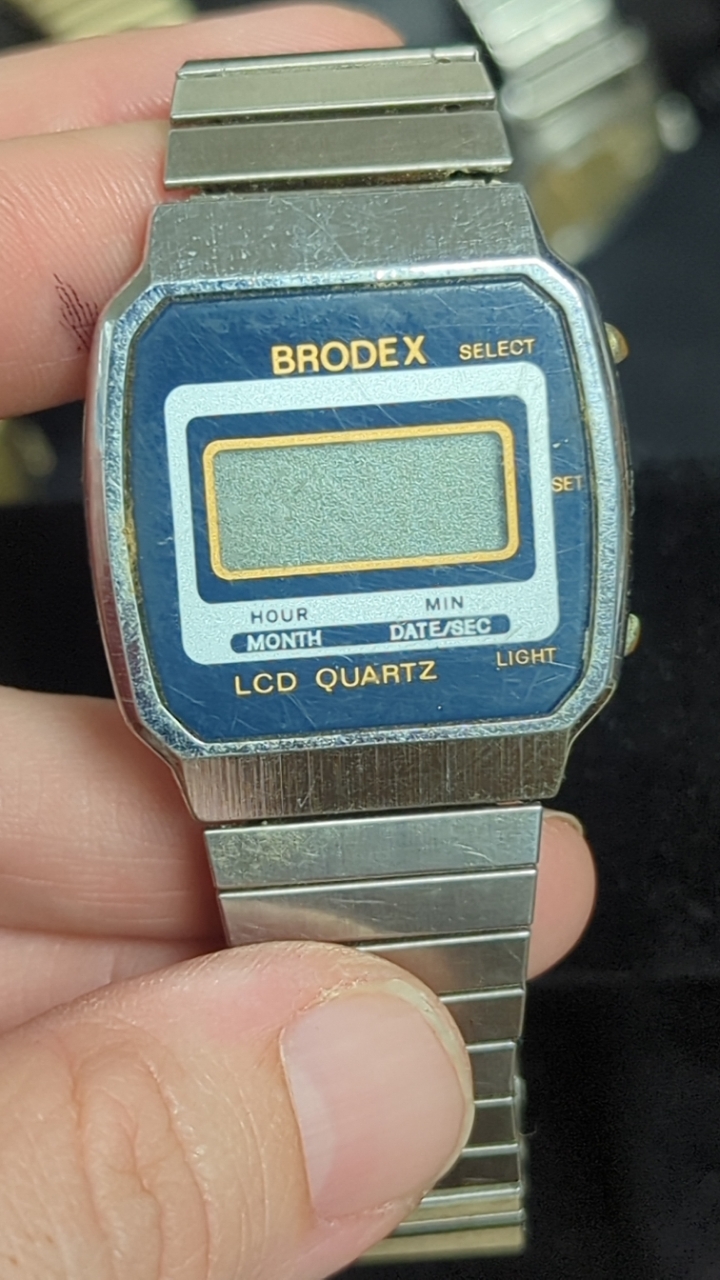 BRODEX SELECT
SET
HOUR MIN
MONTH DATE/SEC
LCD QUARTZ LIGHT